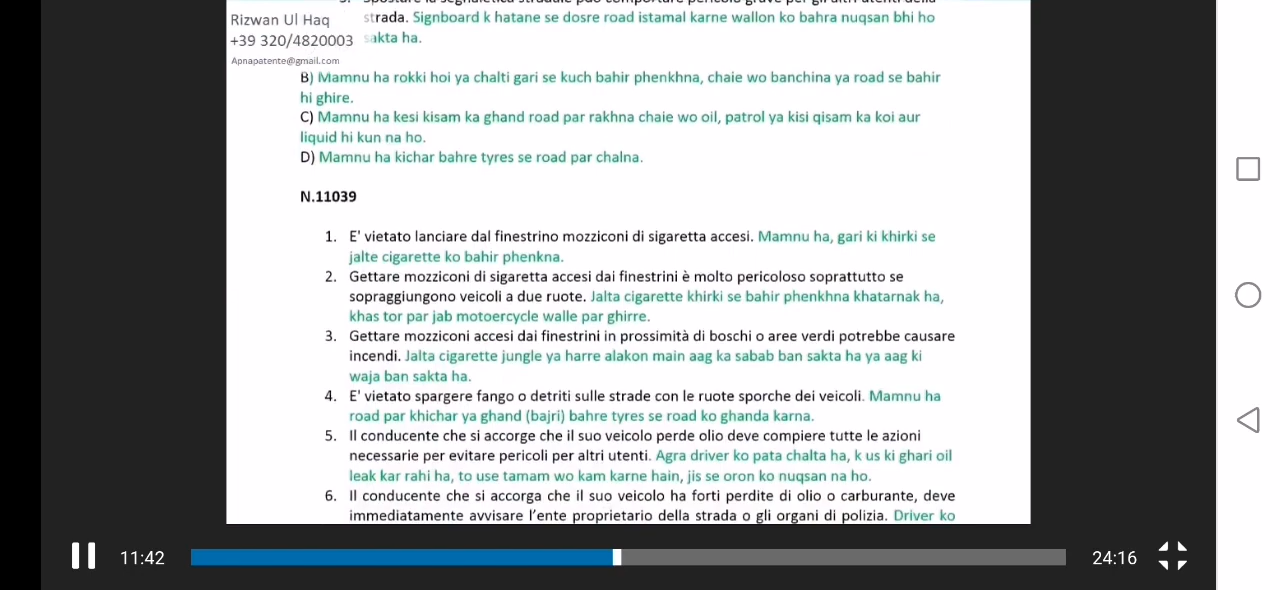 Rizwan Ul Haq
+39 320/4820003
Apnapatente@gmail.com
strada. Signboard k hatane se dosre road istamal karne wallon ko bahra nuqsan bhi ho
sakta ha.
B) Mamnu ha rokki hoi ya chalti gari se kuch bahir phenkhna, chaie wo banchina ya road se bahir
hi ghire.
C) Mamnu ha kesi kisam ka ghand road par rakhna chaie wo oil, patrol ya kisi qisam ka koi aur
liquid hi kun na ho.
D) Mamnu ha kichar bahre tyres se road par chalna.
N.11039
1. E' vietato lanciare dal finestrino mozziconi di sigaretta accesi. Mamnu ha, gari ki khirki se
jalte cigarette ko bahir phenkna.
2. Gettare mozziconi di sigaretta accesi dai finestrini è molto pericoloso soprattutto se
sopraggiungono veicoli a due ruote. Jalta cigarette khirki se bahir phenkhna khatarnak ha,
khas tor par jab motoercycle walle par ghirre.
3. Gettare mozziconi accesi dai finestrini in prossimità di boschi o aree verdi potrebbe causare
incendi. Jalta cigarette jungle ya harre alakon main aag ka sabab ban sakta ha ya aag ki
waja ban sakta ha.
4. E' vietato spargere fango o detriti sulle strade con le ruote sporche dei veicoli. Mamnu ha
road par khichar ya ghand (bajri) bahre tyres se road ko ghanda karna.
5. Il conducente che si accorge che il suo veicolo perde olio deve compiere tutte le azioni
necessarie per evitare pericoli per altri utenti. Agra driver ko pata chalta ha, k us ki ghari oil
leak kar rahi ha, to use tamam wo kam karne hain, jis se oron ko nuqsan na ho.
6. Il conducente che si accorga che il suo veicolo ha forti perdite di olio o carburante, deve
immediatamente avvisare l'ente proprietario della strada o gli organi di polizia. Driver ko
11:42
24:16